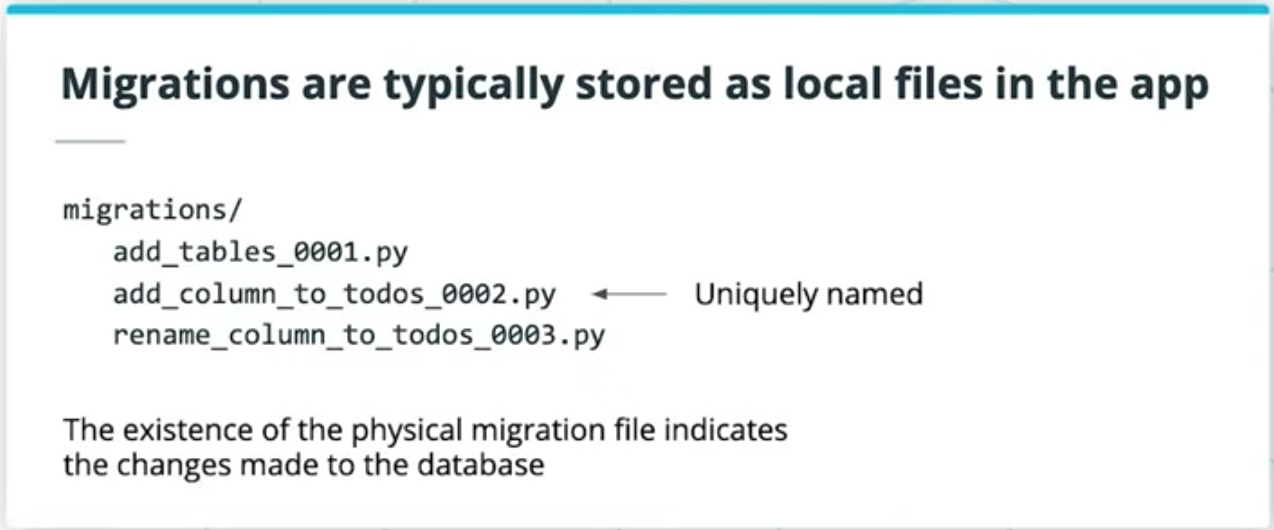 Migrations are typically stored as local files in the app
migrations/
add_tables_0001.py
add_column_to_todos_0002.py Uniquely named
rename_column_to_todos_0003.py
The existence of the physical migration file indicates
the changes made to the database